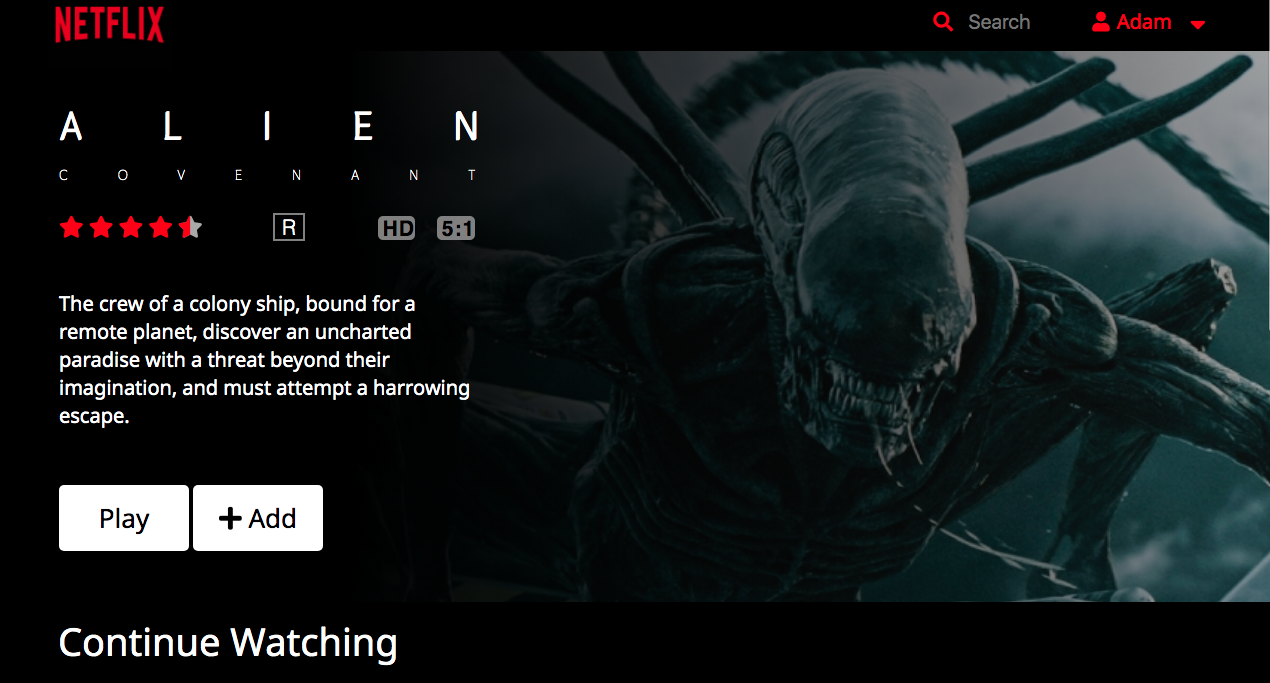 NETFLIX
Search
Adam
A L I E N
C O V E N A N T
R HD 5:1
The crew of a colony ship, bound for a
remote planet, discover an uncharted
paradise with a threat beyond their
imagination, and must attempt a harrowing
escape.
Play
Add
Continue Watching